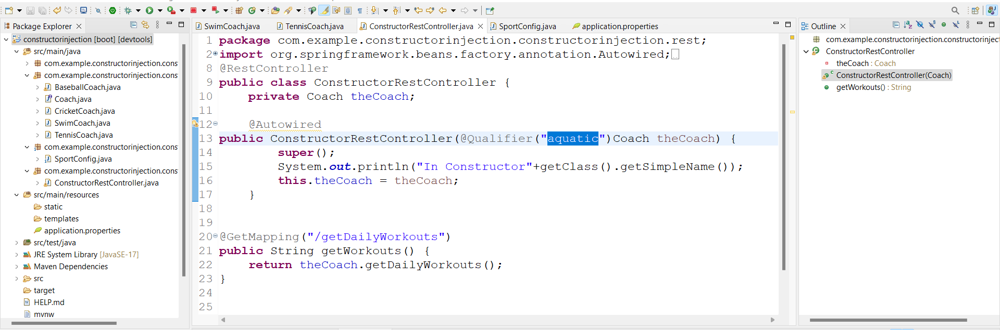 Package Explorer
constructorinjection [boot] [devtools]
src/main/java
com.example.constructorinjection.cons
com.example.constructorinjection.cons
BaseballCoach.java
Coach.java
CricketCoach.java
SwimCoach.java
TennisCoach.java
com.example.constructorinjection.cons
SportConfig.java
com.example.constructorinjection.cons
ConstructorRestController.java
src/main/resources
static
templates
application.properties
src/test/java
JRE System Library [JavaSE-17]
Maven Dependencies
src
target
HELP.md
mvnw
SwimCoach.java TennisCoach.java ConstructorRestController.java SportConfig.java application.properties
1 package com.example.constructorinjection.constructorinjection.rest;
2 import org.springframework.beans.factory.annotation.Autowired;
8 @RestController
9 public class ConstructorRestController {
10 private Coach theCoach;
11
12 @Autowired
13 public ConstructorRestController(@Qualifier("aquatic")Coach theCoach) {
14 super();
15 System.out.println("In Constructor"+getClass().getSimpleName());
16 this.theCoach = theCoach;
17 }
18
19
20 @GetMapping("/getDailyWorkouts")
21 public String getWorkouts() {
22 return theCoach.getDailyWorkouts();
23 }
24
25
Outline
com.example.constructorinjection.constructorinject
ConstructorRestController
theCoach : Coach
ConstructorRestController(Coach)
getWorkouts() : String